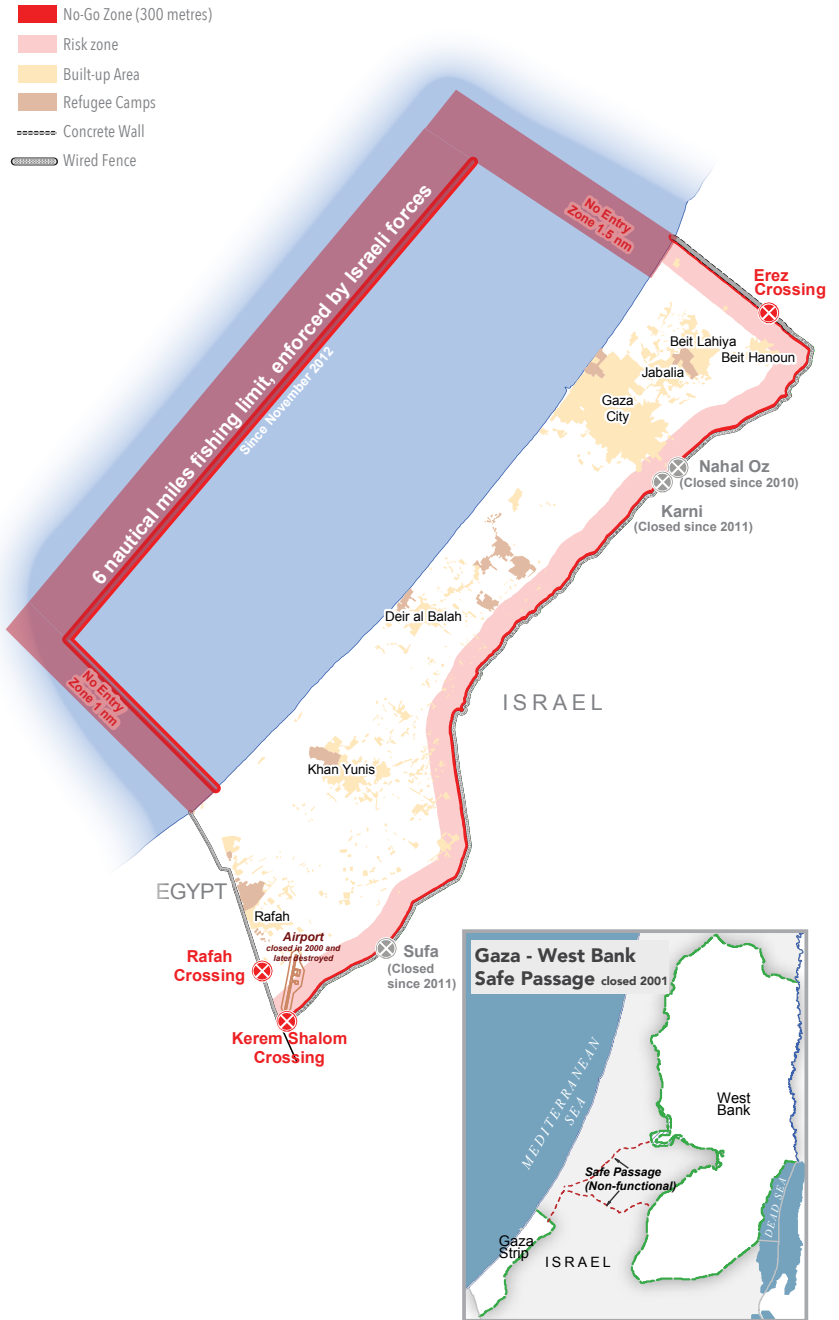 No-Go Zone (300 metres)
Risk zone
Built-up Area
Refugee Camps
Concrete Wall
Wired Fence
No Entry
Zone 1.5 nm
6 nautical miles fishing limit, enforced by Israeli forces
Since November 2012
Erez
Crossing
Beit Lahiya
Beit Hanoun
Jabalia
Gaza
City
Nahal Oz
(Closed since 2010)
Karni
(Closed since 2011)
Deir al Balah
No Entry
Zone 1 nm
ISRAEL
Khan Yunis
EGYPT
Rafah
Airport
closed in 2000 and
later destroyed
Sufa
(Closed
since 2011)
Rafah
Crossing
Kerem Shalom
Crossing
Gaza - West Bank
Safe Passage closed 2001
MEDITERRANEAN
SEA
West
Bank
Safe Passage
(Non-functional)
DEAD SEA
Gaza
Strip
ISRAEL